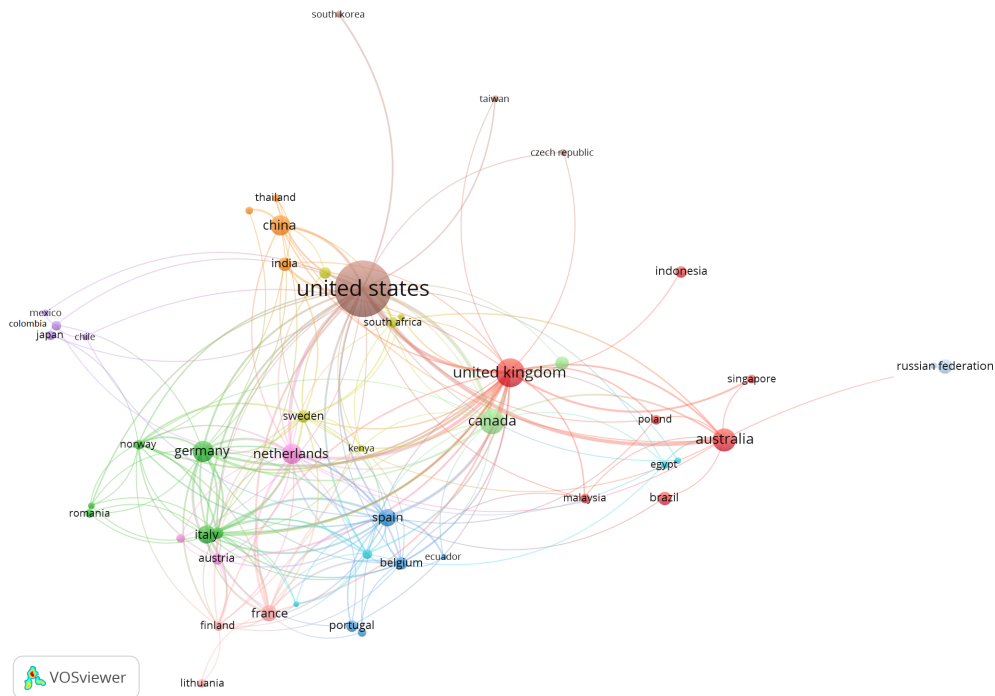 south korea
taiwan
czech republic
thailand
china
india
indonesia
united states
south africa
mexico
colombia
japan
chile
russian federation
united kingdom
singapore
sweden
canada
poland
australia
norway
germany
netherlands
kenya
egypt
romania
malaysia
brazil
spain
italy
austria
belgium
ecuador
france
finland
portugal
lithuania
VOSviewer